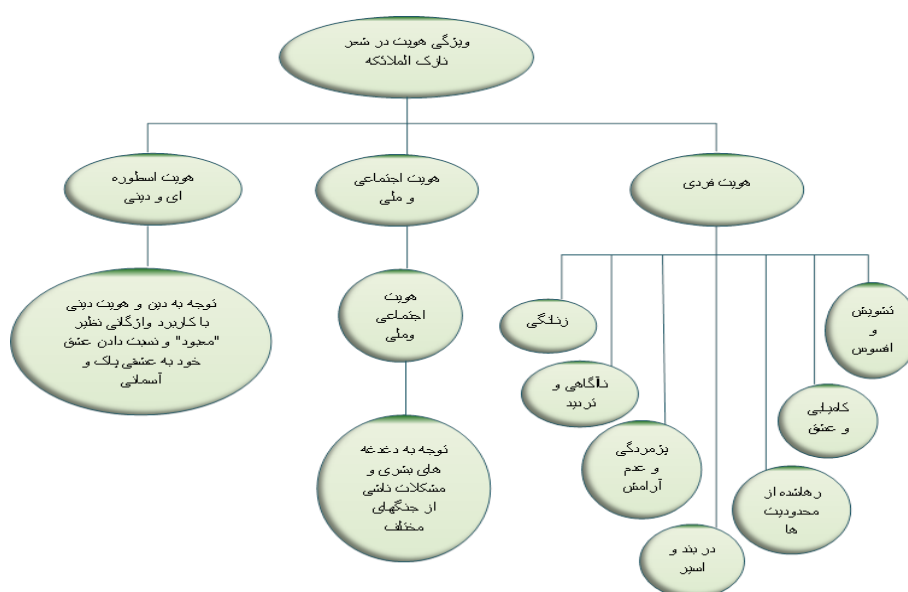 ویژگی هویت در شعر
نازک الملائکه
هویت فردی
هویت اجتماعی
و ملی
هویت اسطوره
ای و دینی
تشویش
و
افسوس
کامیابی
و عشق
رهاشده از
محدودیت
ها
در بند و
اسیر
پژمردگی
و عدم
آرامش
ناآگاهی و
تردید
زنانگی
هویت
اجتماعی
وملی
توجه به دغدغه
های بشری و
مشکلات ناشی
از جنگهای
مختلف
توجه به دین و هویت دینی
با کاربرد واژگانی نظیر
"معبود" و نسبت دادن عشق
خود به عشقی پاک و
آسمانی